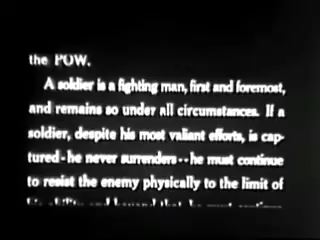 the POW.
A soldier is a fighting man, first and foremost,
and remains so under all circumstances. If a
soldier, despite his most valiant efforts, is cap-
tured - he never surrenders -- he must continue
to resist the enemy physically to the limit of